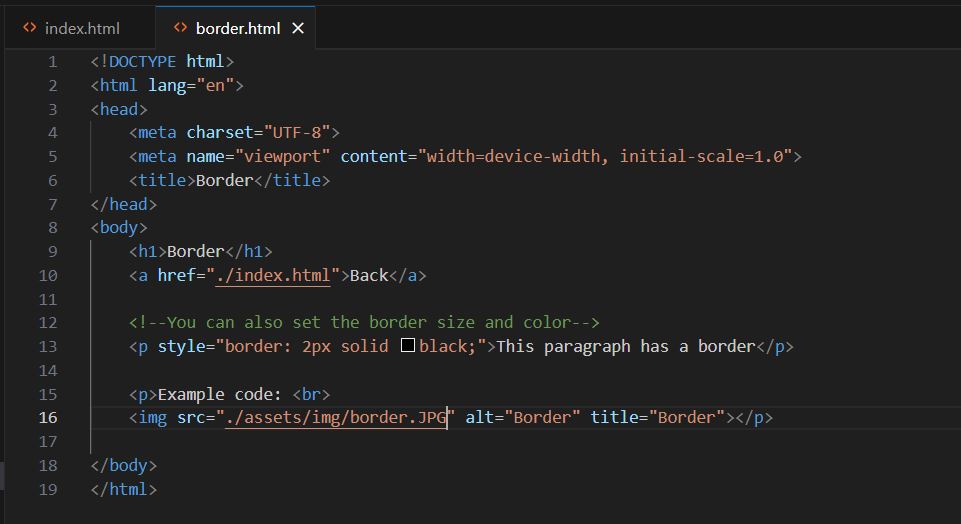 <> index.html <> border.html ×
1 <!DOCTYPE html>
2 <html lang="en">
3 <head>
4     <meta charset="UTF-8">
5     <meta name="viewport" content="width=device-width, initial-scale=1.0">
6     <title>Border</title>
7 </head>
8 <body>
9     <h1>Border</h1>
10     <a href="./index.html">Back</a>
11
12     <!--You can also set the border size and color-->
13     <p style="border: 2px solid black;">This paragraph has a border</p>
14
15     <p>Example code: <br>
16     <img src="./assets/img/border.JPG" alt="Border" title="Border"></p>
17
18 </body>
19 </html>